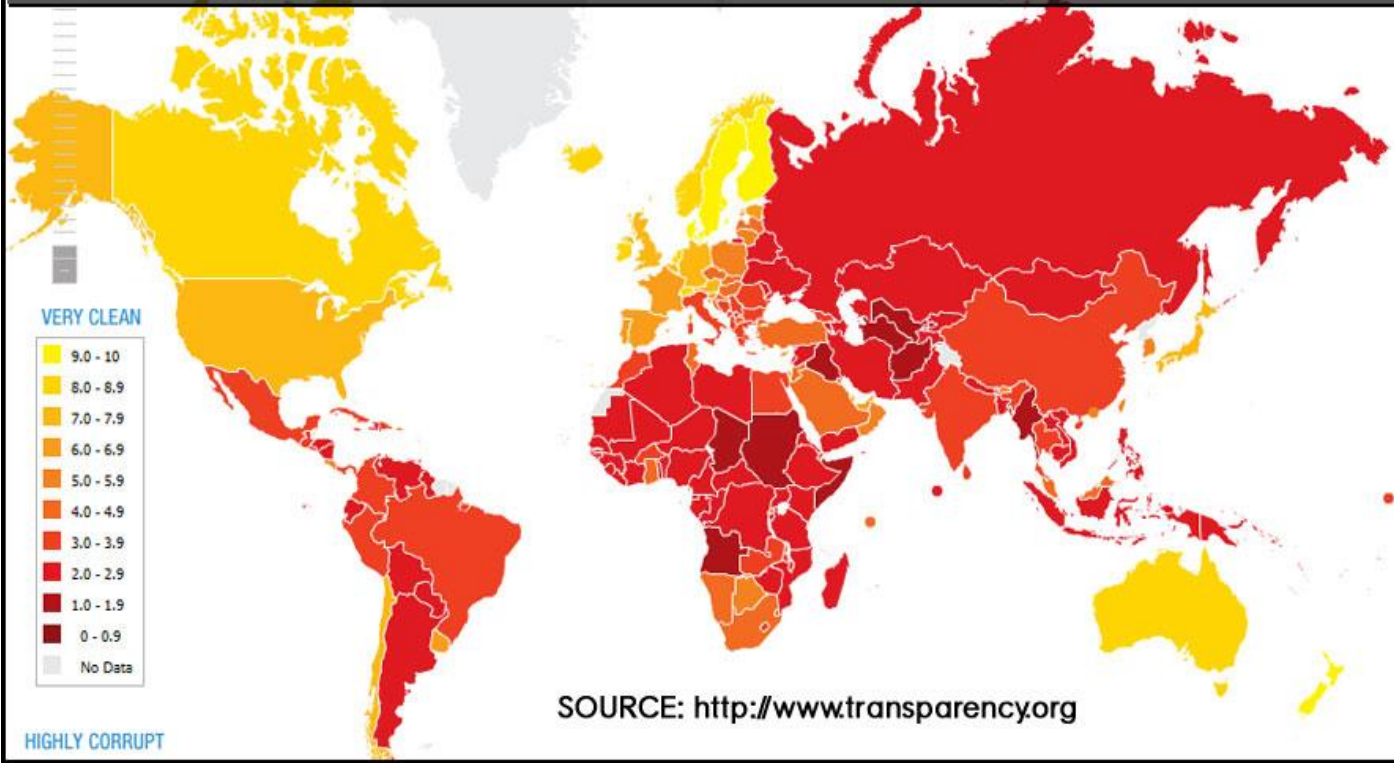 VERY CLEAN
9.0 - 10
8.0 - 8.9
7.0 - 7.9
6.0 - 6.9
5.0 - 5.9
4.0 - 4.9
3.0 - 3.9
2.0 - 2.9
1.0 - 1.9
0 - 0.9
No Data
HIGHLY CORRUPT
SOURCE: http://www.transparency.org